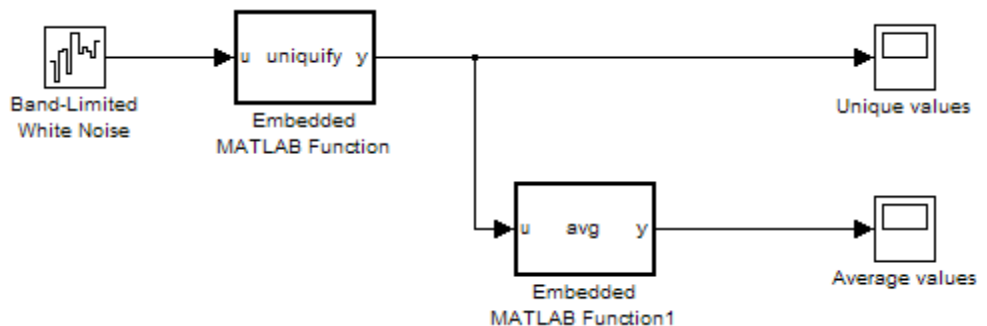 u uniquify y
Band-Limited
White Noise
Embedded
MATLAB Function
Unique values
u avg y
Embedded
MATLAB Function1
Average values